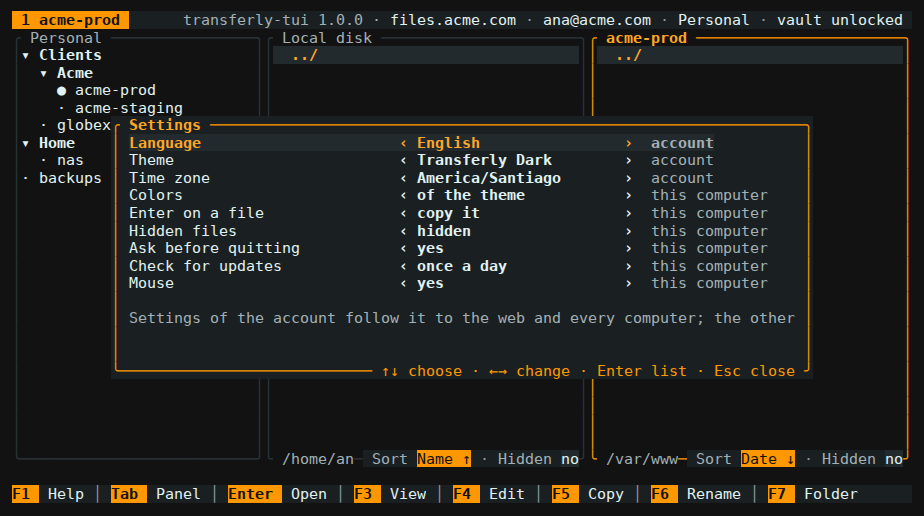 1 acme-prod transferly-tui 1.0.0 · files.acme.com · ana@acme.com · Personal · vault unlocked
Personal
▾ Clients
▾ Acme
● acme-prod
· acme-staging
· globex
▾ Home
· nas
· backups
Local disk
../
acme-prod
../
Settings
Language ‹ English › account
Theme ‹ Transferly Dark › account
Time zone ‹ America/Santiago › account
Colors ‹ of the theme › this computer
Enter on a file ‹ copy it › this computer
Hidden files ‹ hidden › this computer
Ask before quitting ‹ yes › this computer
Check for updates ‹ once a day › this computer
Mouse ‹ yes › this computer
Settings of the account follow it to the web and every computer; the other
↑↓ choose · ←→ change · Enter list · Esc close
/home/an Sort Name ↑ · Hidden no
/var/www Sort Date ↓ · Hidden no
F1 Help │ Tab Panel │ Enter Open │ F3 View │ F4 Edit │ F5 Copy │ F6 Rename │ F7 Folder